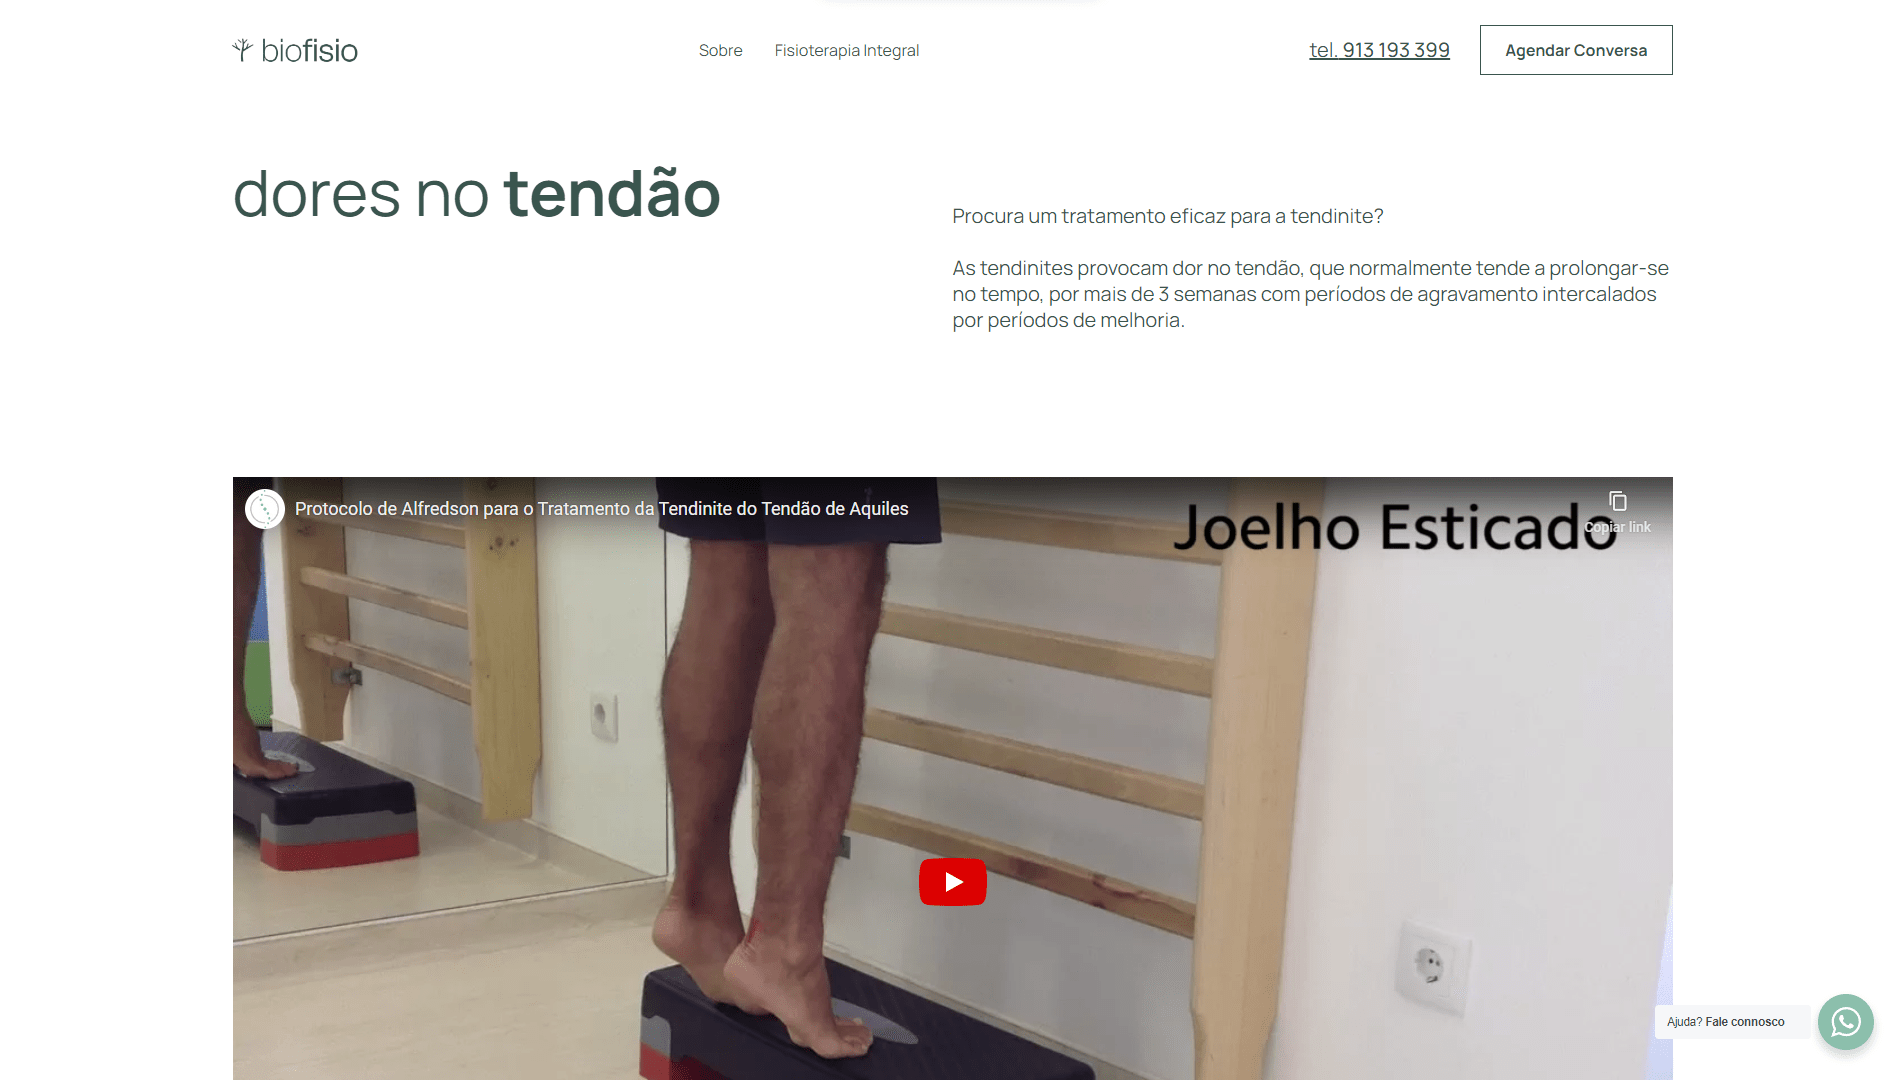 biofisio
Sobre
Fisioterapia Integral
tel. 913 193 399
Agendar Conversa
dores no tendão
Procura um tratamento eficaz para a tendinite?
As tendinites provocam dor no tendão, que normalmente tende a prolongar-se
no tempo, por mais de 3 semanas com períodos de agravamento intercalados
por períodos de melhoria.
Protocolo de Alfredson para o Tratamento da Tendinite do Tendão de Aquiles
Joelho Esticado
Copiar link
Ajuda? Fale connosco